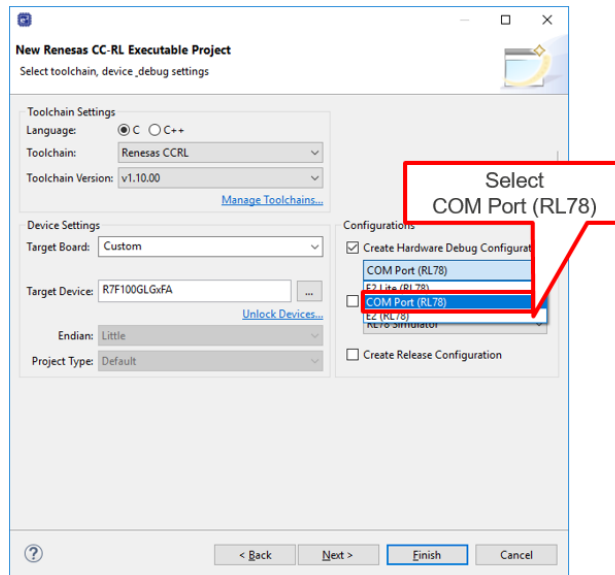 New Renesas CC-RL Executable Project
Select toolchain, device ,debug settings
Toolchain Settings
Language: C C++
Toolchain: Renesas CCRL
Toolchain Version: v1.10.00
Manage Toolchains...
Select
COM Port (RL78)
Device Settings
Target Board: Custom
Target Device: R7F100GLGxFA ...
Unlock Devices...
Endian: Little
Project Type: Default
Configurations
Create Hardware Debug Configurat
COM Port (RL78)
E2 Lite (RL78)
COM Port (RL78)
E2 (RL78)
RL78 Simulator
Create Release Configuration
? < Back Next > Finish Cancel